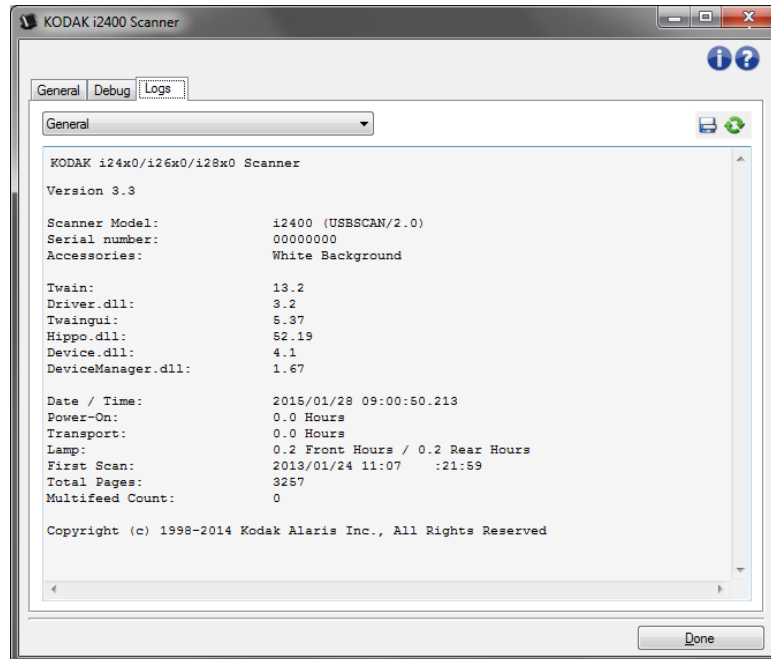 KODAK i2400 Scanner
General Debug Logs
General
KODAK i24x0/i26x0/i28x0 Scanner
Version 3.3
Scanner Model: i2400 (USBSCAN/2.0)
Serial number: 00000000
Accessories: White Background
Twain: 13.2
Driver.dll: 3.2
Twaingui: 5.37
Hippo.dll: 52.19
Device.dll: 4.1
DeviceManager.dll: 1.67
Date / Time: 2015/01/28 09:00:50.213
Power-On: 0.0 Hours
Transport: 0.0 Hours
Lamp: 0.2 Front Hours / 0.2 Rear Hours
First Scan: 2013/01/24 11:07 :21:59
Total Pages: 3257
Multifeed Count: 0
Copyright (c) 1998-2014 Kodak Alaris Inc., All Rights Reserved
Done